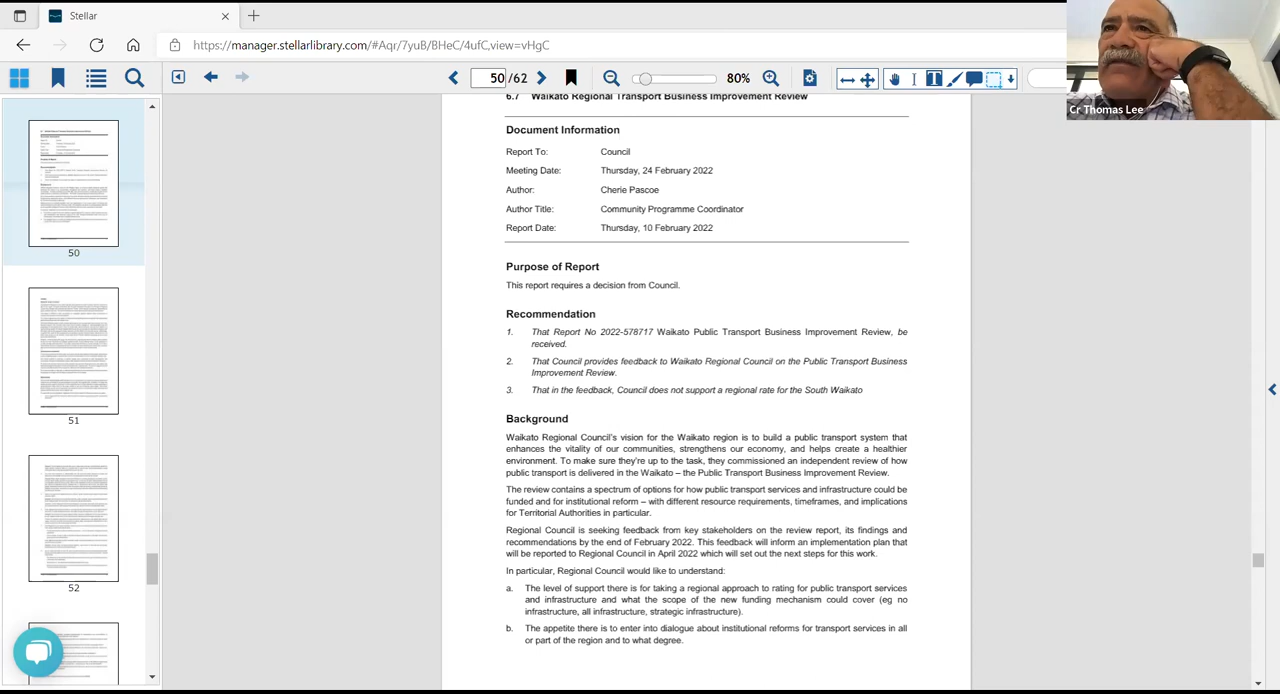 Stellar
https://manager.stellarlibrary.com/#Aqr/7yuB/BHeC/4ufC,view=vHgC
50 /62
80%
Cr Thomas Lee
50
51
52
6.7 Waikato Regional Transport Business Improvement Review
Document Information
Report To: Council
Meeting Date: Thursday, 24 February 2022
Author: Cherie Pascoe
Author Title: Community Programme Coordinator
Report Date: Thursday, 10 February 2022
Purpose of Report
This report requires a decision from Council.
Recommendation
1. That Report No 2022-578717 Waikato Public Transport Business Improvement Review, be
received.
2. That Council provides feedback to Waikato Regional Council on the Public Transport Business
Improvement Review.
3. That in the feedback, Council does not support a regional rate for the South Waikato
Background
Waikato Regional Council's vision for the Waikato region is to build a public transport system that
enhances the vitality of our communities, strengthens our economy, and helps create a healthier
environment. To make sure they're up to the task, they commissioned an independent review of how
public transport is delivered in the Waikato – the Public Transport Business Improvement Review.
The review contains a spectrum of options for how public transport services and infrastructure could be
funded and for institutional reform – with different resource requirements, timeframes, and implications
for Territorial Authorities in particular.
Regional Council is seeking feedback from key stakeholders on the review report, its findings and
recommendations by the end of February 2022. This feedback will inform an implementation plan that
will be reported to Regional Council in April 2022 which will set out the next steps for this work.
In particular, Regional Council would like to understand:
a. The level of support there is for taking a regional approach to rating for public transport services
and infrastructure and what the scope of the new funding mechanism could cover (eg no
infrastructure, all infrastructure, strategic infrastructure).
b. The appetite there is to enter into dialogue about institutional reforms for transport services in all
or part of the region and to what degree.